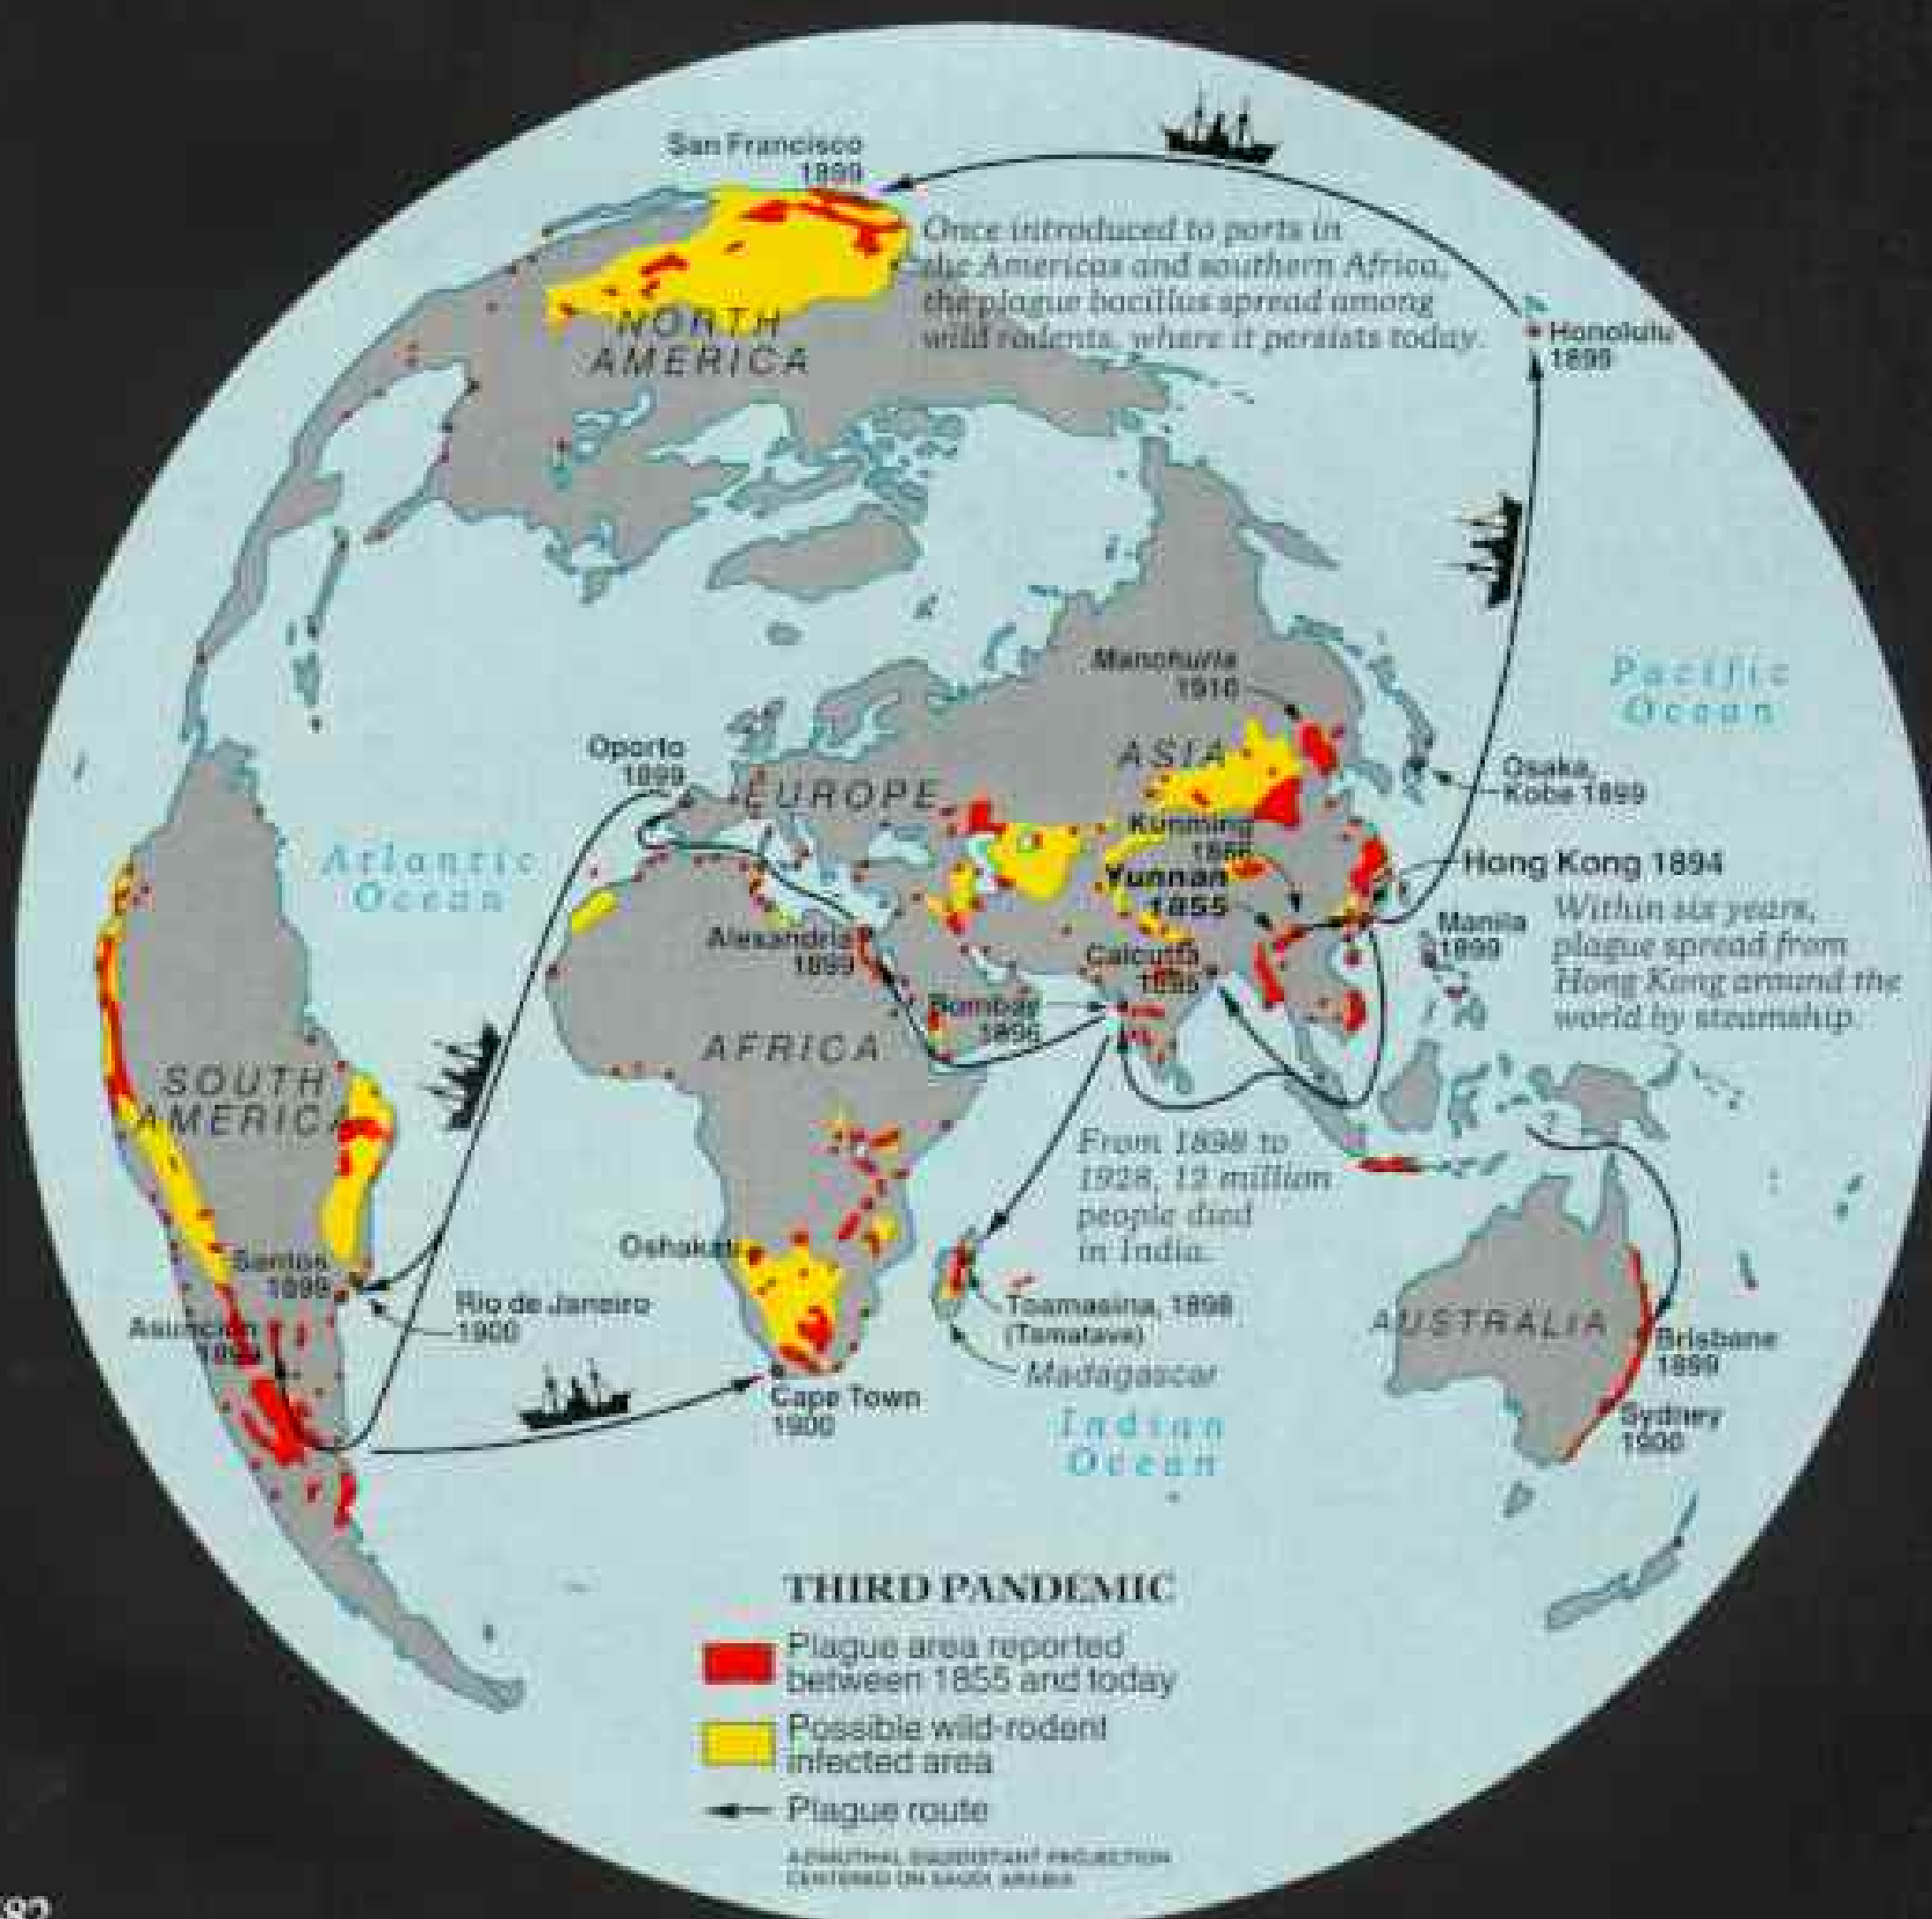 San Francisco
1899
Once introduced to ports in
the Americas and southern Africa,
the plague bacillus spread among
wild rodents, where it persists today.
NORTH
AMERICA
Honolulu
1899
Manchuria
1910
Pacific
Ocean
ASIA
Oporto
1899
EUROPE
Osaka,
Kobe 1899
Kunming
1866
Atlantic
Ocean
Hong Kong 1894
Yunnan
1855
Within six years,
plague spread from
Hong Kong around the
world by steamship.
Manila
1899
Alexandria
1899
Calcutta
1895
Bombay
1896
AFRICA
SOUTH
AMERICA
?
From 1898 to
1928, 12 million
people died
in India.
Oshakati
Santos
1899
Rio de Janeiro
1900
Toamasina, 1898
(Tamatave)
Madagascar
Asunción
1899
AUSTRALIA
Brisbane
1899
Cape Town
1900
Sydney
1900
Indian
Ocean
THIRD PANDEMIC
Plague area reported
between 1855 and today
Possible wild-rodent
infected area
Plague route
AZIMUTHAL EQUIDISTANT PROJECTION
CENTERED ON SAUDI ARABIA